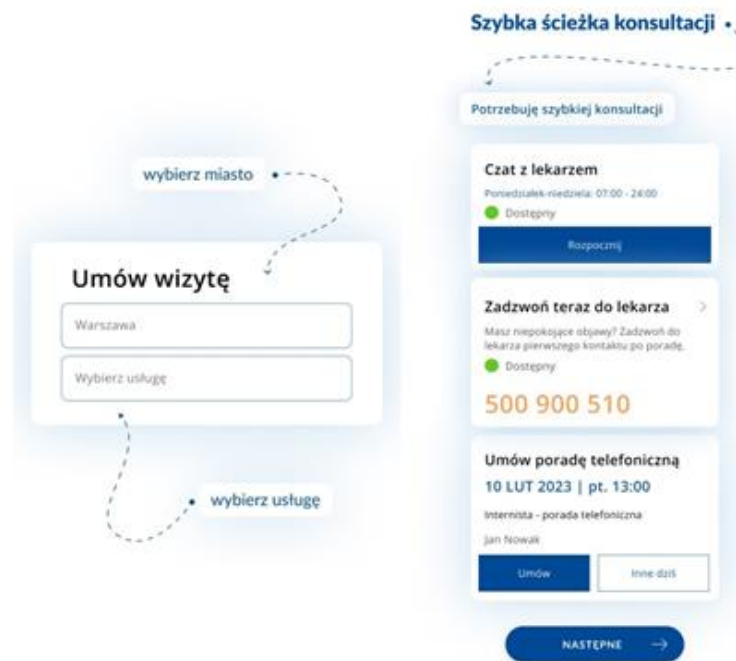 wybierz miasto
Umów wizytę
Warszawa
Wybierz usługę
wybierz usługę
Szybka ścieżka konsultacji
Potrzebuję szybkiej konsultacji
Czat z lekarzem
Poniedziałek-niedziela: 07:00 - 24:00
Dostępny
Rozpocznij
Zadzwoń teraz do lekarza
Masz niepokojące objawy? Zadzwoń do
lekarza pierwszego kontaktu po poradę.
Dostępny
500 900 510
Umów poradę telefoniczną
10 LUT 2023 | pt. 13:00
Internista - porada telefoniczna
Jan Nowak
Umów
Inne dziś
NASTĘPNE